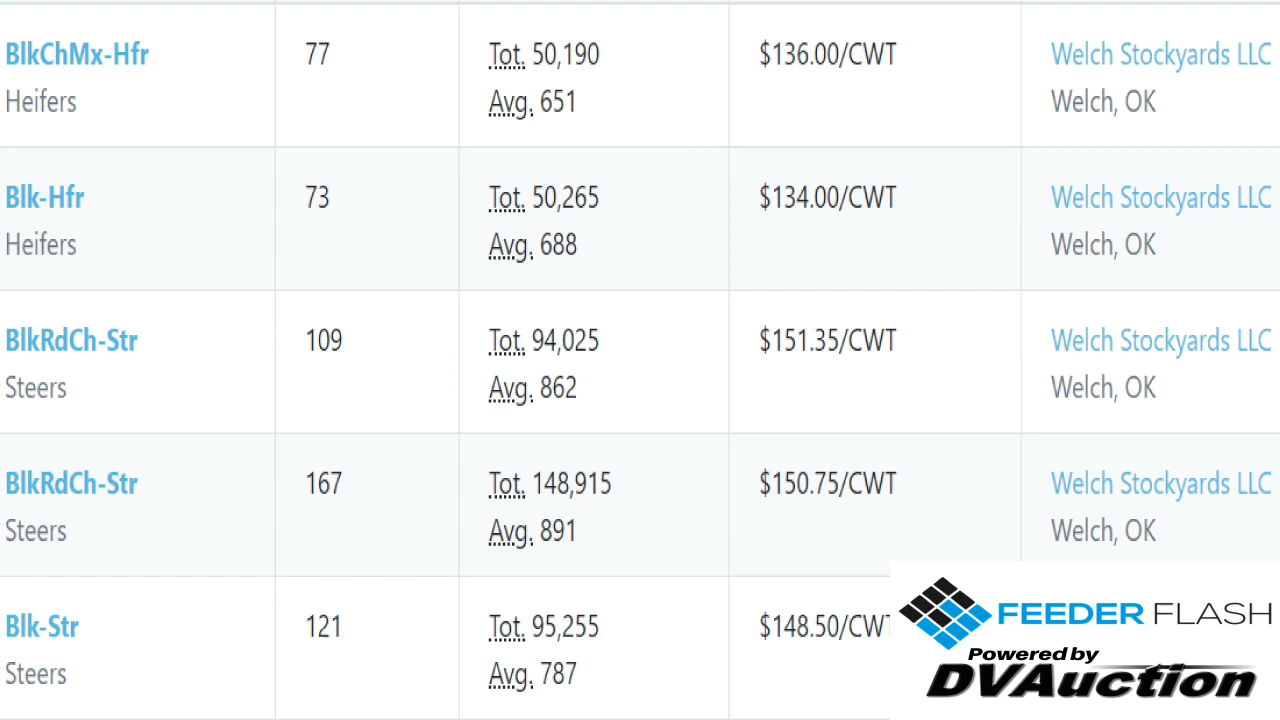 BlkChMx-Hfr 77 Tot. 50,190 $136.00/CWT Welch Stockyards LLC
Heifers Avg. 651 Welch, OK
Blk-Hfr 73 Tot. 50,265 $134.00/CWT Welch Stockyards LLC
Heifers Avg. 688 Welch, OK
BlkRdCh-Str 109 Tot. 94,025 $151.35/CWT Welch Stockyards LLC
Steers Avg. 862 Welch, OK
BlkRdCh-Str 167 Tot. 148,915 $150.75/CWT Welch Stockyards LLC
Steers Avg. 891 Welch, OK
Blk-Str 121 Tot. 95,255 $148.50/CWT
Steers Avg. 787
FEEDER FLASH
Powered by
DVAuction